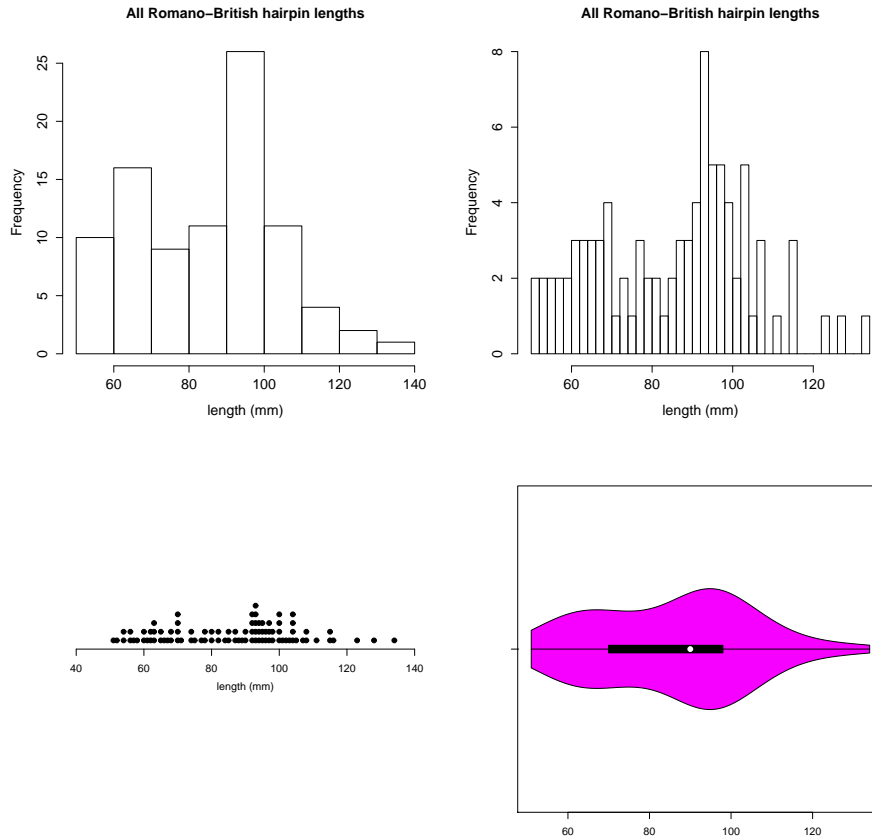 All Romano−British hairpin lengths
Frequency
25
20
15
10
5
0
60 80 100 120 140
length (mm)
All Romano−British hairpin lengths
Frequency
8
6
4
2
0
60 80 100 120
length (mm)
40 60 80 100 120 140
length (mm)
60 80 100 120